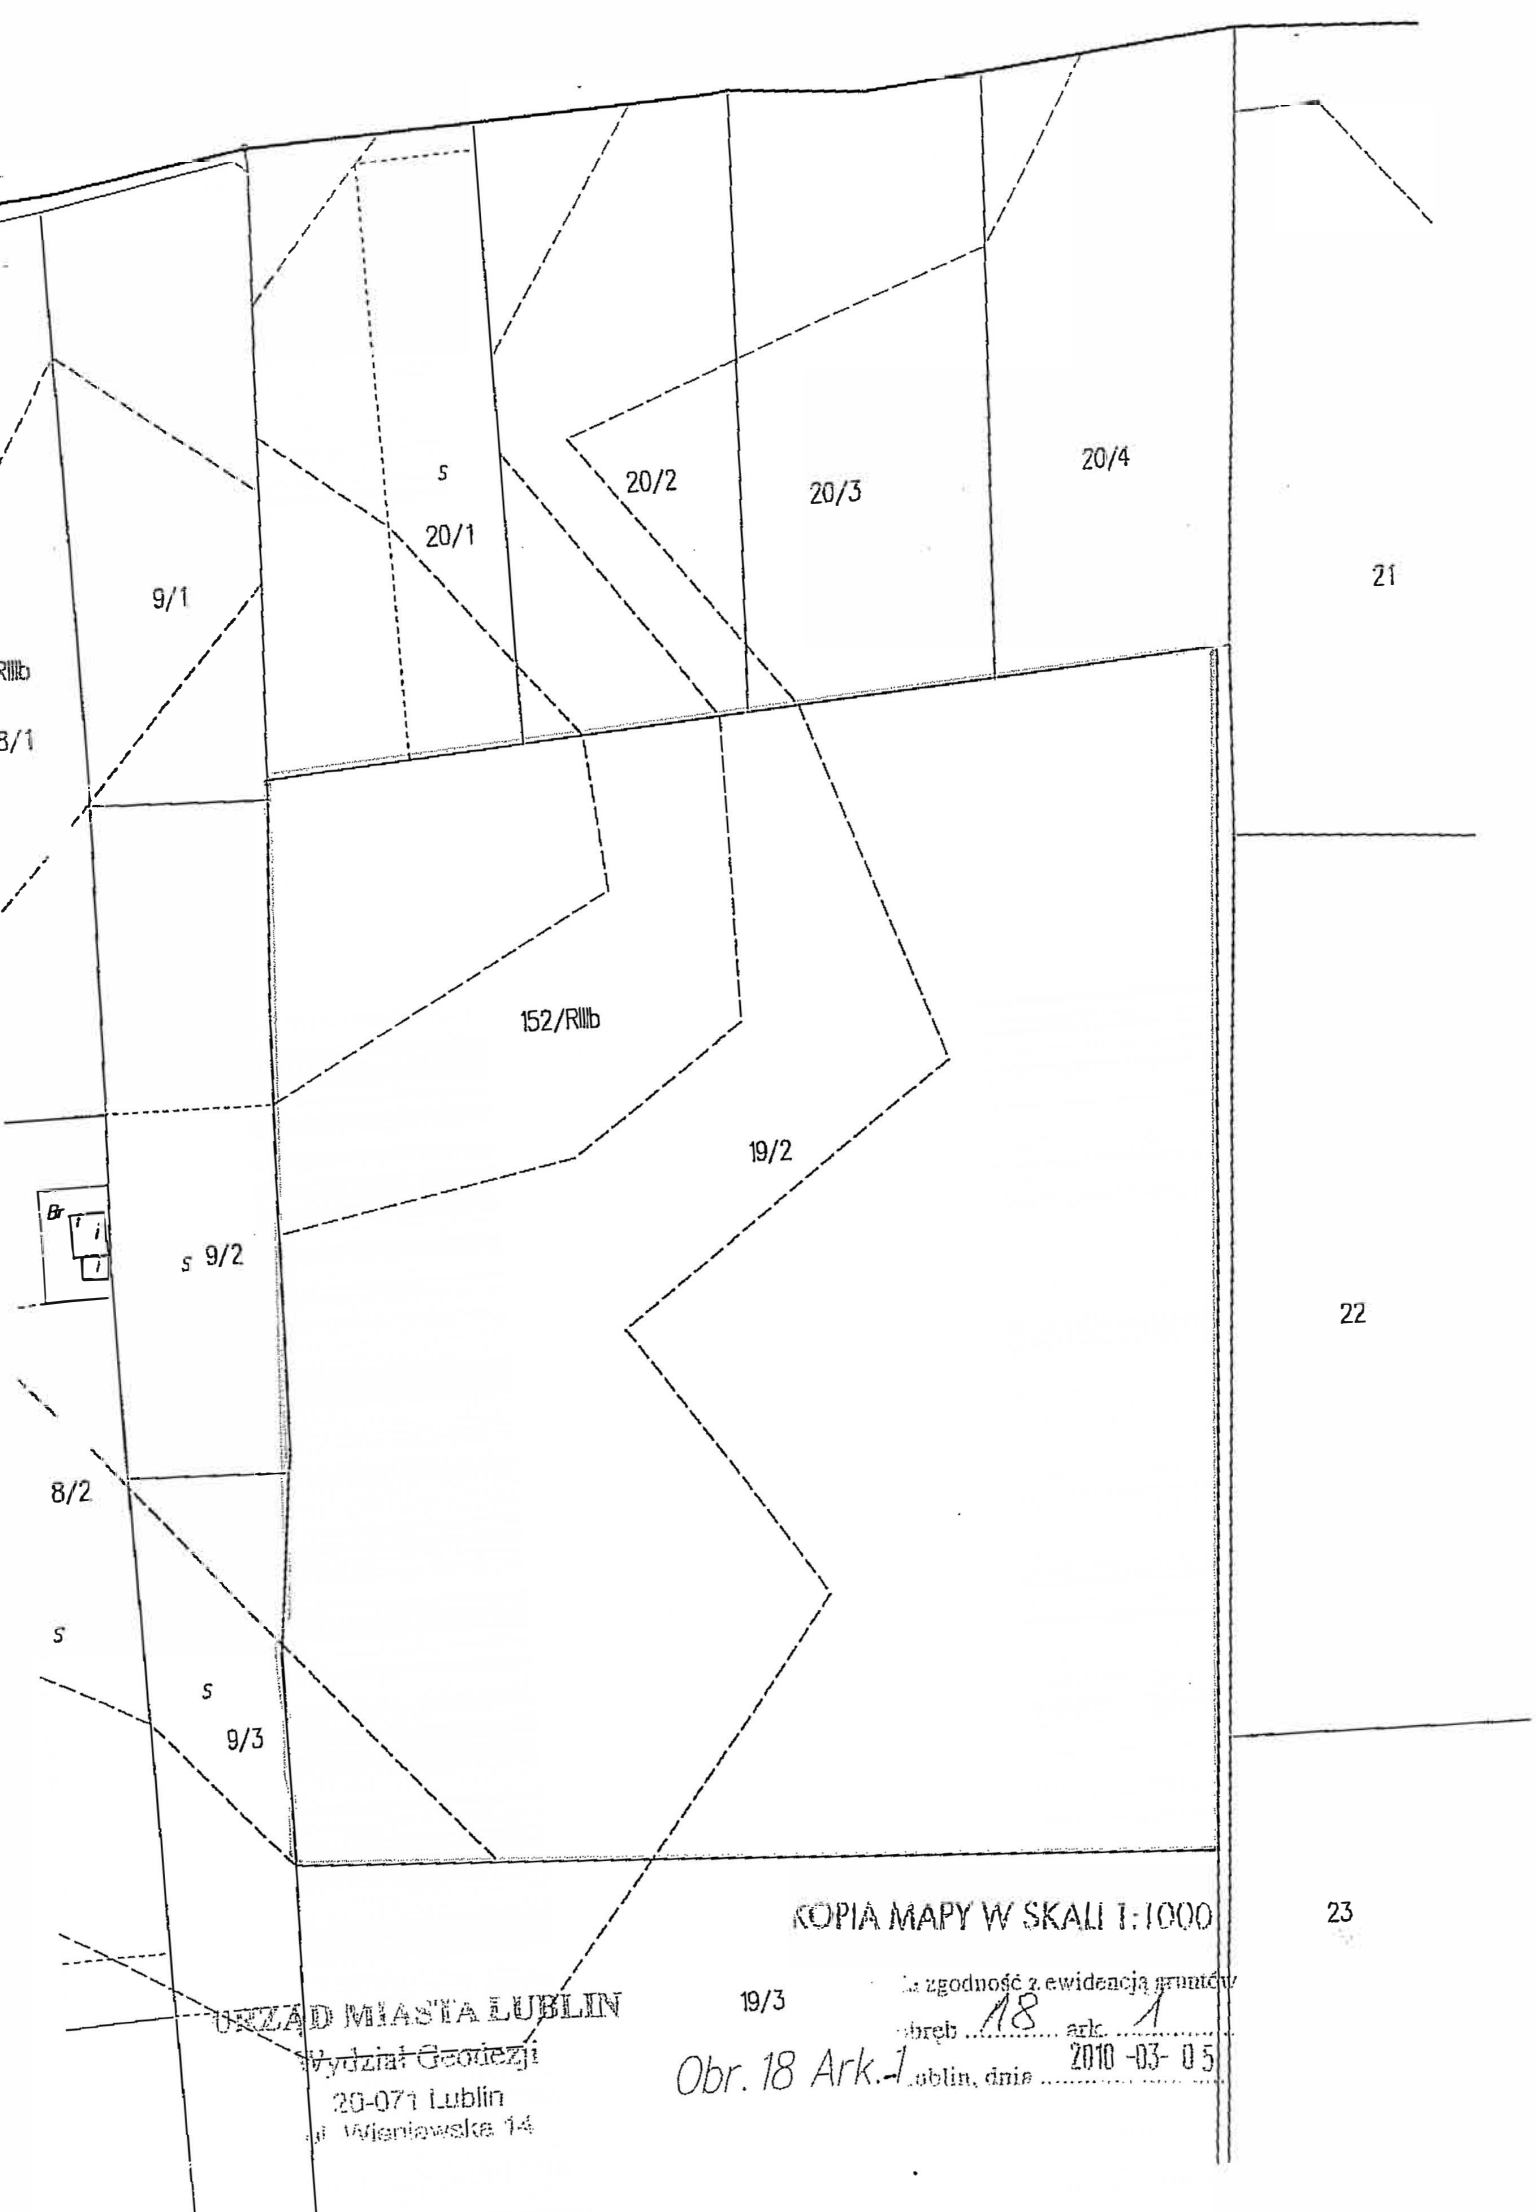 s
20/1
20/2
20/3
20/4
21
9/1
RIIIb
8/1
152/RIIIb
19/2
Br
i
i
i
s 9/2
22
8/2
s
s
9/3
KOPIA MAPY W SKALI 1:1000
23
zgodność z ewidencją gruntów
URZĄD MIASTA LUBLIN
19/3
obręb 18 ark. 1
Wydział Geodezji
Obr. 18 Ark. 1
Lublin, dnia 2010 -03- 05
20-071 Lublin
ul. Wieniawska 14